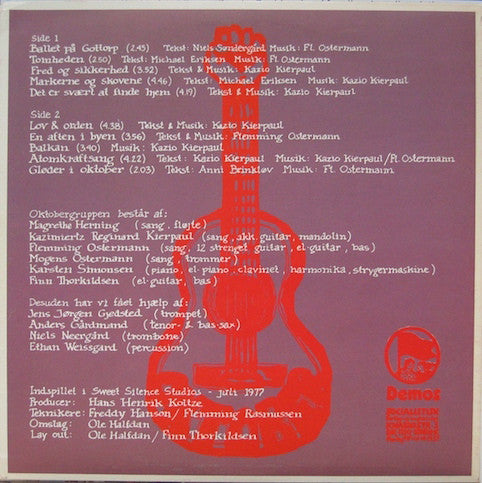 Side 1
Ballet på Gottorp (2.45) Tekst: Niels Søndergård Musik: Fl. Ostermann
Tomheden (2:50) Tekst: Michael Eriksen Musik: Fl. Ostermann
Fred og sikkerhed (3.52) Tekst & Musik: Kazio Kierpaul
Markerne og skovene (4.46) Tekst: Michael Eriksen Musik: Kazio Kierpaul
Det er svært at finde hjem (4.19) Tekst & Musik: Kazio Kierpaul
Side 2
Lov & orden (4.38) Tekst & Musik: Kazio Kierpaul
En aften i byen (3.56) Tekst & Musik: Flemming Ostermann
Balkan (3.40) Musik: Kazio Kierpaul
Atomkraftsang (4.22) Tekst: Kazio Kierpaul Musik: Kazio Kierpaul/Fl. Ostermann
Gløder i oktober (2.03) Tekst: Anni Brinkløv Musik: Fl. Ostermann
Oktobergruppen består af:
Magnethe Herning (sang, fløjte)
Kazimiertz Reginard Kierpaul (sang, akk. guitar, mandolin)
Flemming Ostermann (sang, 12 strenget guitar, el-guitar, bas)
Mogens Ostermann (sang, trommer)
Karsten Simonsen (piano, el-piano, clavinet, harmonika, strygermaskine)
Finn Thorkildsen (el-guitar, bas)
Desuden har vi fået hjælp af:
Jens Jørgen Gjedsted (trompet)
Anders Gårdmand (tenor- & bas-sax)
Niels Neergård (trombone)
Ethan Weissgard (percussion)
Indspillet i Sweet Silence Studios - juli 1977
Producer: Hans Henrik Koltze
Teknikere: Freddy Hanson/Flemming Rasmussen
Omslag: Ole Halfdan
Lay out: Ole Halfdan/Finn Thorkildsen
Demos